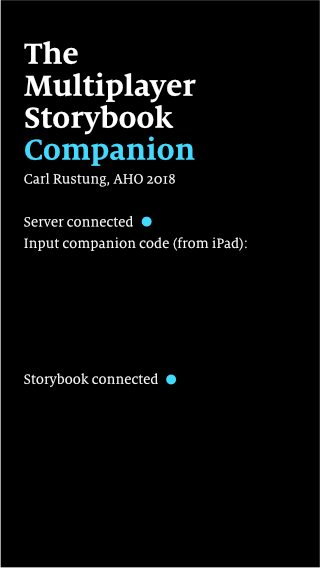 The
Multiplayer
Storybook
Companion
Carl Rustung, AHO 2018
Server connected
Input companion code (from iPad):
Storybook connected